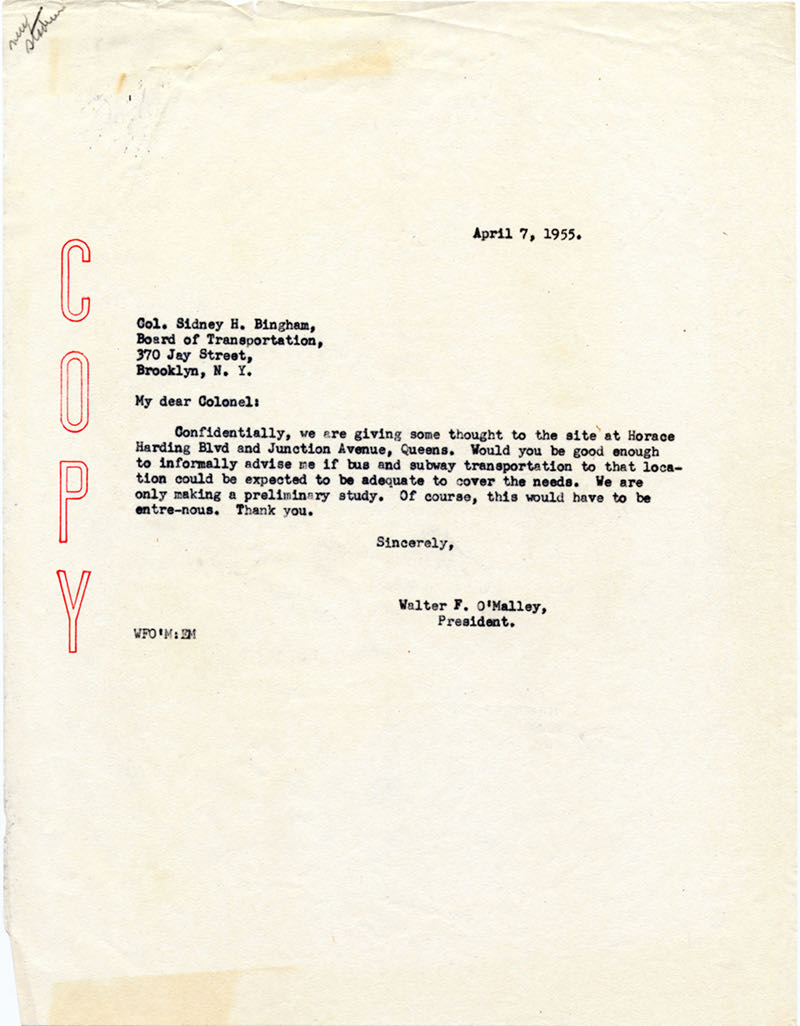 new
stadium
April 7, 1955.
COPY
Col. Sidney H. Bingham,
Board of Transportation,
370 Jay Street,
Brooklyn, N. Y.
My dear Colonel:
Confidentially, we are giving some thought to the site at Horace
Harding Blvd and Junction Avenue, Queens. Would you be good enough
to informally advise me if bus and subway transportation to that loca-
tion could be expected to be adequate to cover the needs. We are
only making a preliminary study. Of course, this would have to be
entre-nous. Thank you.
Sincerely,
Walter F. O'Malley,
President.
WFO'M:EM